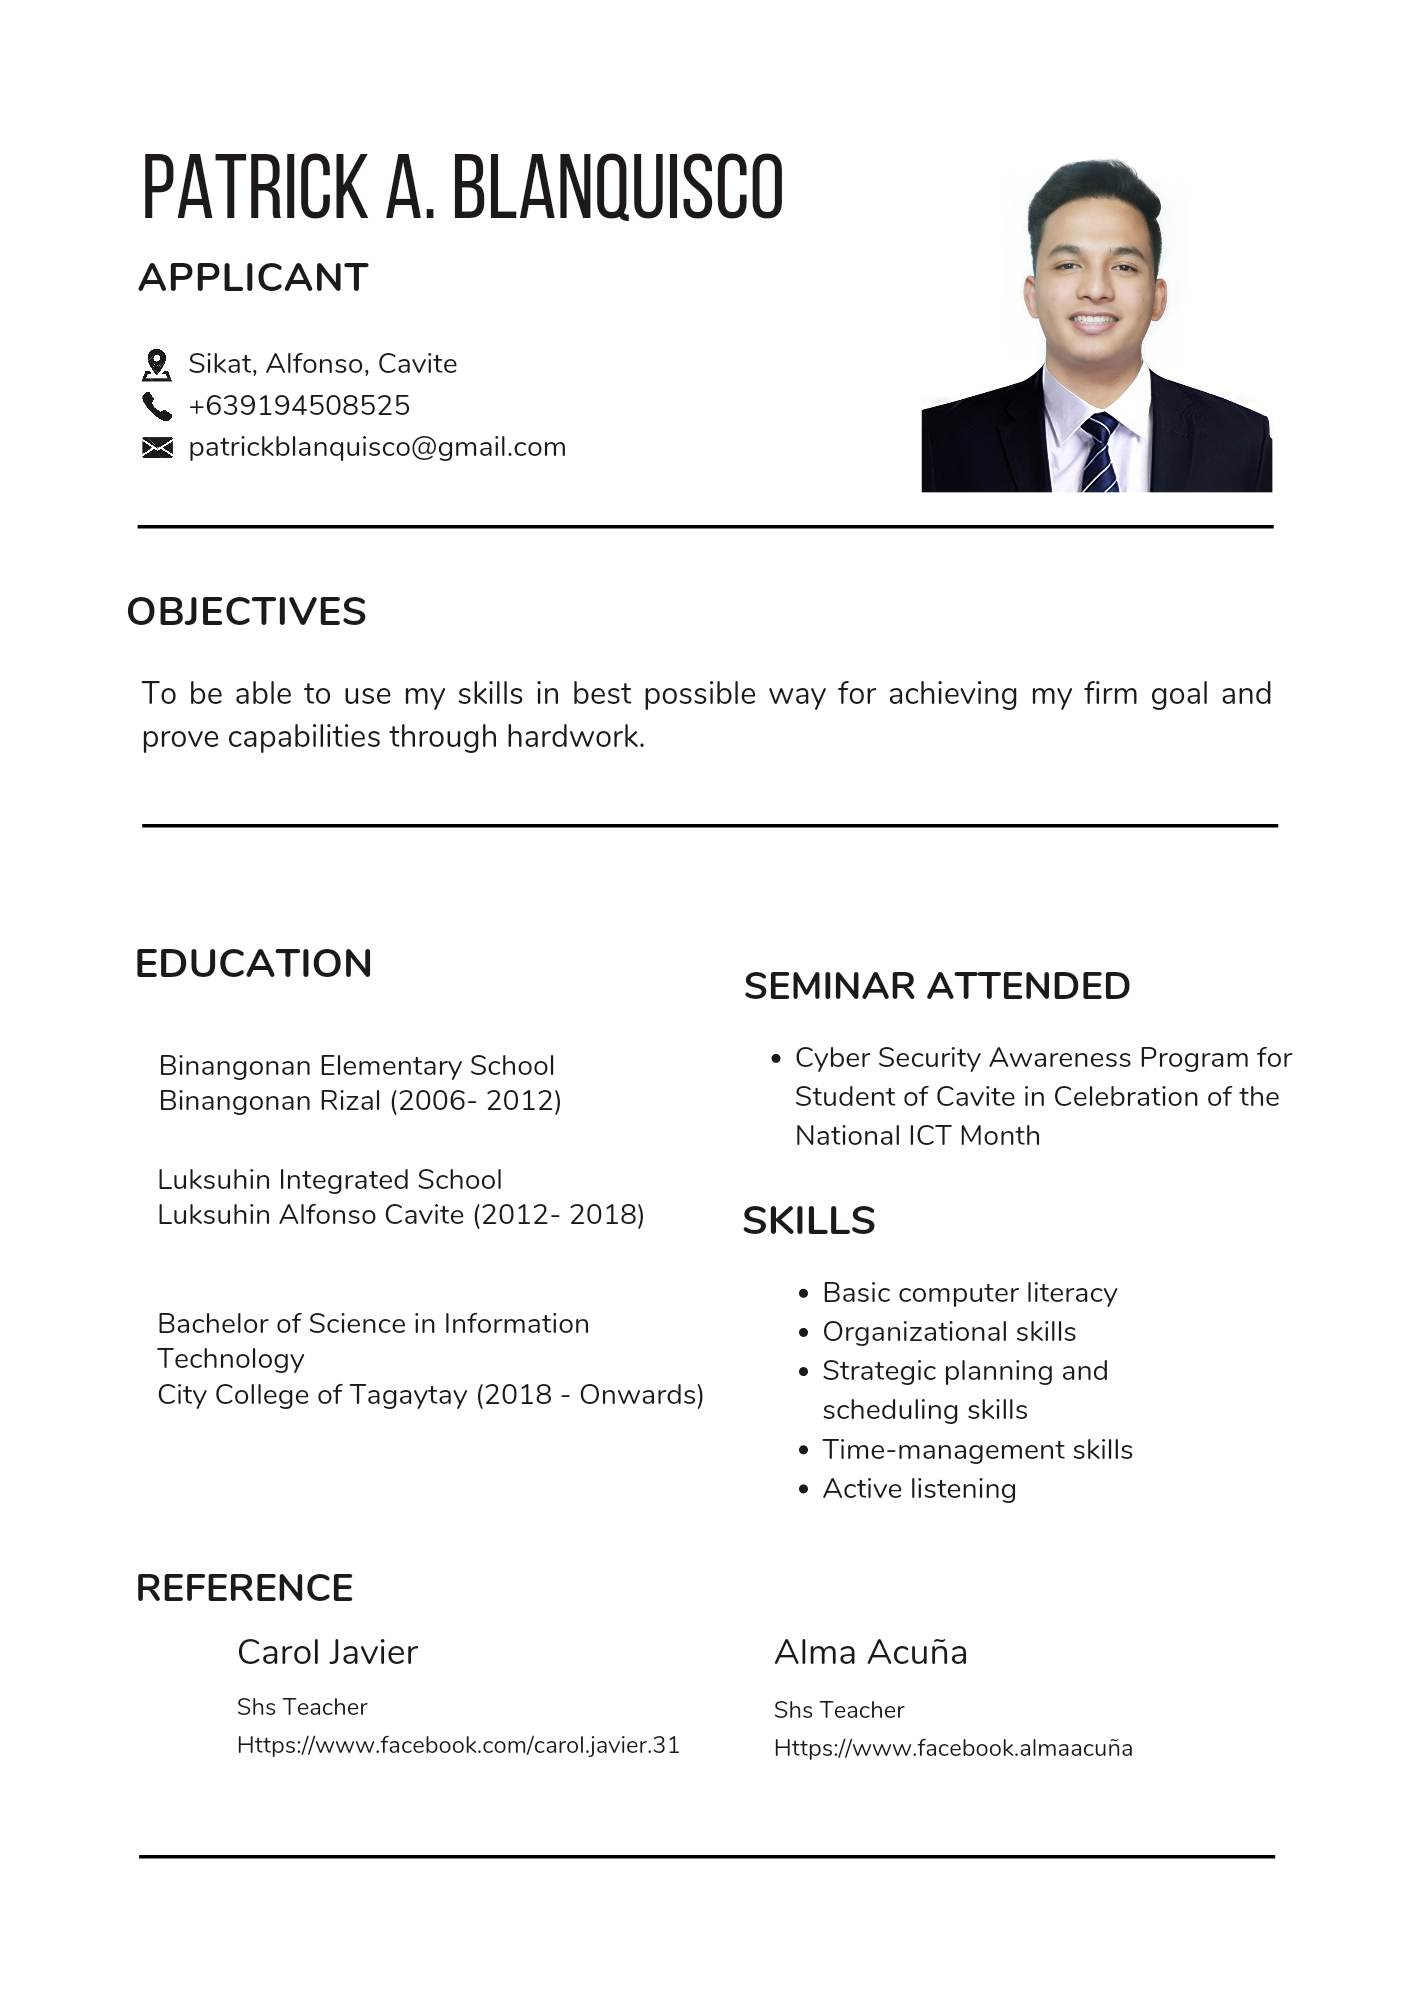 PATRICK A. BLANQUISCO
APPLICANT
Sikat, Alfonso, Cavite
+639194508525
patrickblanquisco@gmail.com
OBJECTIVES
To be able to use my skills in best possible way for achieving my firm goal and
prove capabilities through hardwork.
EDUCATION
Binangonan Elementary School
Binangonan Rizal (2006- 2012)
Luksuhin Integrated School
Luksuhin Alfonso Cavite (2012- 2018)
Bachelor of Science in Information
Technology
City College of Tagaytay (2018 - Onwards)
SEMINAR ATTENDED
• Cyber Security Awareness Program for
Student of Cavite in Celebration of the
National ICT Month
SKILLS
• Basic computer literacy
• Organizational skills
• Strategic planning and
scheduling skills
• Time-management skills
• Active listening
REFERENCE
Carol Javier
Shs Teacher
Https://www.facebook.com/carol.javier.31
Alma Acuña
Shs Teacher
Https://www.facebook.almaacuña